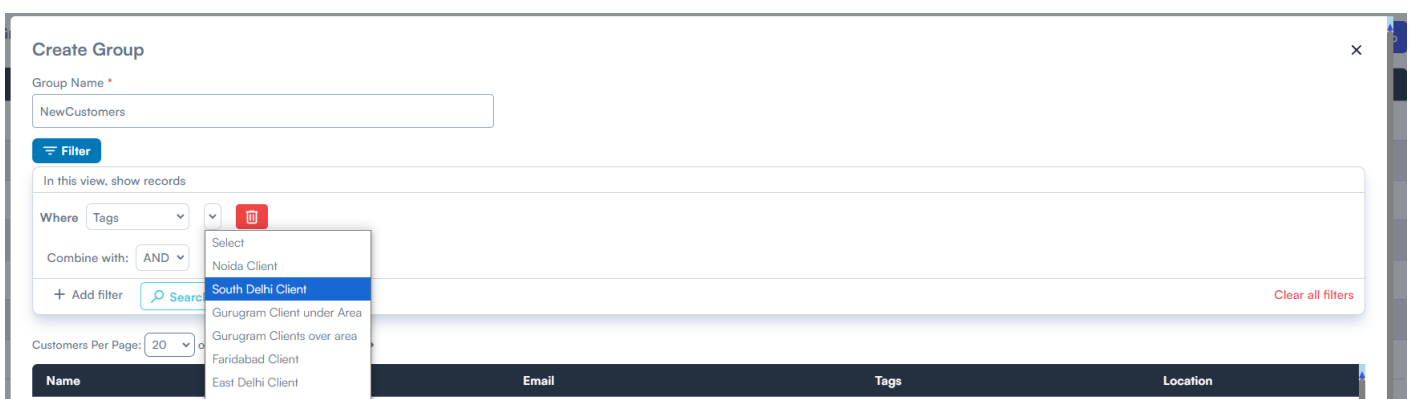 Create Group
Group Name *
NewCustomers
Filter
In this view, show records
Where Tags
Select
Combine with: AND
Noida Client
South Delhi Client
+ Add filter
Clear all filters
Gurugram Client under Area
Gurugram Clients over area
Customers Per Page: 20
Faridabad Client
Name Email Tags Location
East Delhi Client